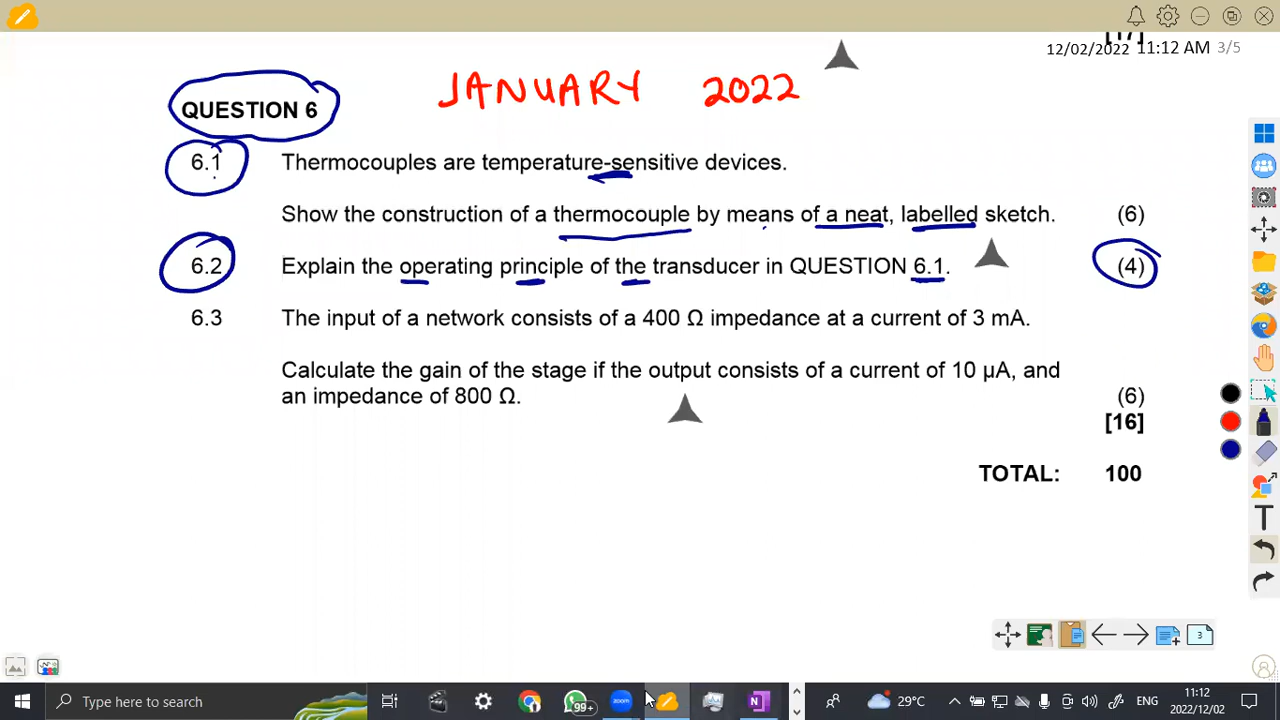 12/02/2022 11:12 AM 3/5
JANUARY 2022
QUESTION 6
6.1 Thermocouples are temperature-sensitive devices.
Show the construction of a thermocouple by means of a neat, labelled sketch. (6)
6.2 Explain the operating principle of the transducer in QUESTION 6.1. (4)
6.3 The input of a network consists of a 400 Ω impedance at a current of 3 mA.
Calculate the gain of the stage if the output consists of a current of 10 μA, and
an impedance of 800 Ω. (6)
[16]
TOTAL: 100
T
3
Type here to search
99+
zoom
29°C
ENG
11:12
2022/12/02